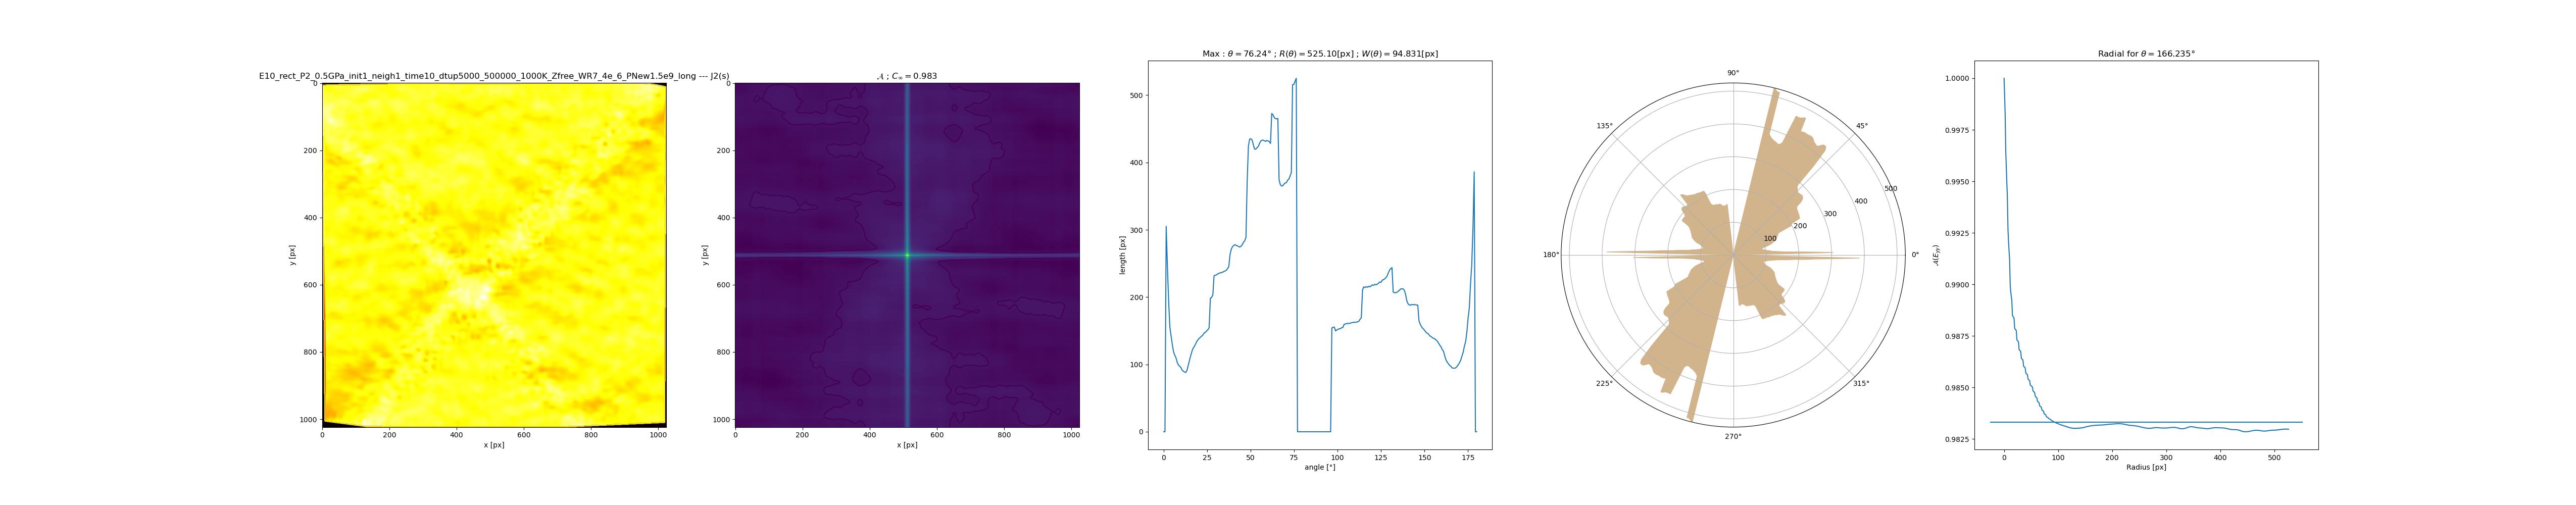 E10_rect_P2_0.5GPa_init1_neigh1_time10_dtup5000_500000_1000K_Zfree_WR7_4e_6_PNew1.5e9_long --- J2(s)
0
200
400
600
800
1000
y [px]
0 200 400 600 800 1000
x [px]
𝒜 ; C∞ = 0.983
0
200
400
600
800
1000
y [px]
0 200 400 600 800 1000
x [px]
Max : θ = 76.24° ; R(θ) = 525.10[px] ; W(θ) = 94.831[px]
500
400
300
200
100
0
length [px]
0 25 50 75 100 125 150 175
angle [°]
90°
135° 45°
180° 0°
225° 315°
270°
100
200
300
400
500
Radial for θ = 166.235°
1.0000
0.9975
0.9950
0.9925
0.9900
0.9875
0.9850
0.9825
0 100 200 300 400 500
Radius [px]